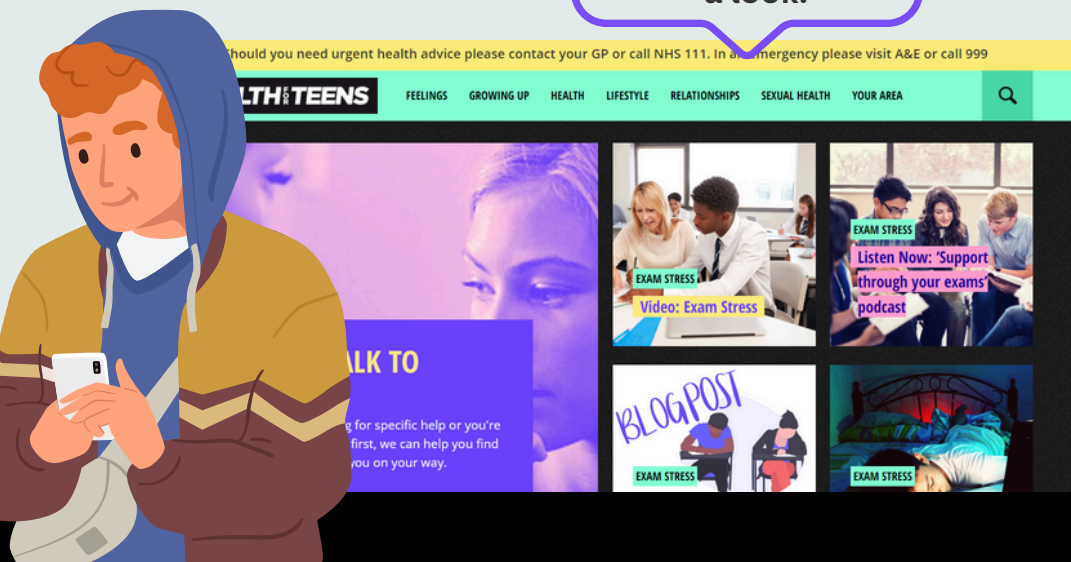 a look.
Should you need urgent health advice please contact your GP or call NHS 111. In an emergency please visit A&E or call 999
LTH FOR TEENS
FEELINGS GROWING UP HEALTH LIFESTYLE RELATIONSHIPS SEXUAL HEALTH YOUR AREA
EXAM STRESS
Video: Exam Stress
EXAM STRESS
Listen Now: ‘Support
through your exams’
podcast
ALK TO
g for specific help or you're
first, we can help you find
you on your way.
BLOG POST
EXAM STRESS
EXAM STRESS